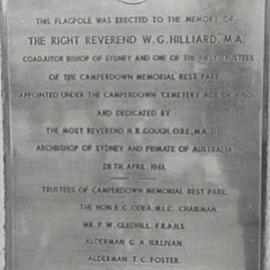 THIS FLAGPOLE WAS ERECTED TO THE MEMORY OF
THE RIGHT REVEREND W. G. HILLIARD, M.A.
COADJUTOR BISHOP OF SYDNEY AND ONE OF THE FIRST TRUSTEES
OF THE CAMPERDOWN MEMORIAL REST PARK,
APPOINTED UNDER THE CAMPERDOWN CEMETERY ACT OF 1950.
AND DEDICATED BY
THE MOST REVEREND H. R. GOUGH, O.B.E., M.A., D.D.
ARCHBISHOP OF SYDNEY AND PRIMATE OF AUSTRALIA
28TH APRIL, 1961.
TRUSTEES OF CAMPERDOWN MEMORIAL REST PARK.
THE HON. E. C. O'DEA, M.L.C. CHAIRMAN.
MR. P. W. GLEDHILL, F.R.A.H.S.
ALDERMAN G. A. SULLIVAN.
ALDERMAN T. C. FOSTER.